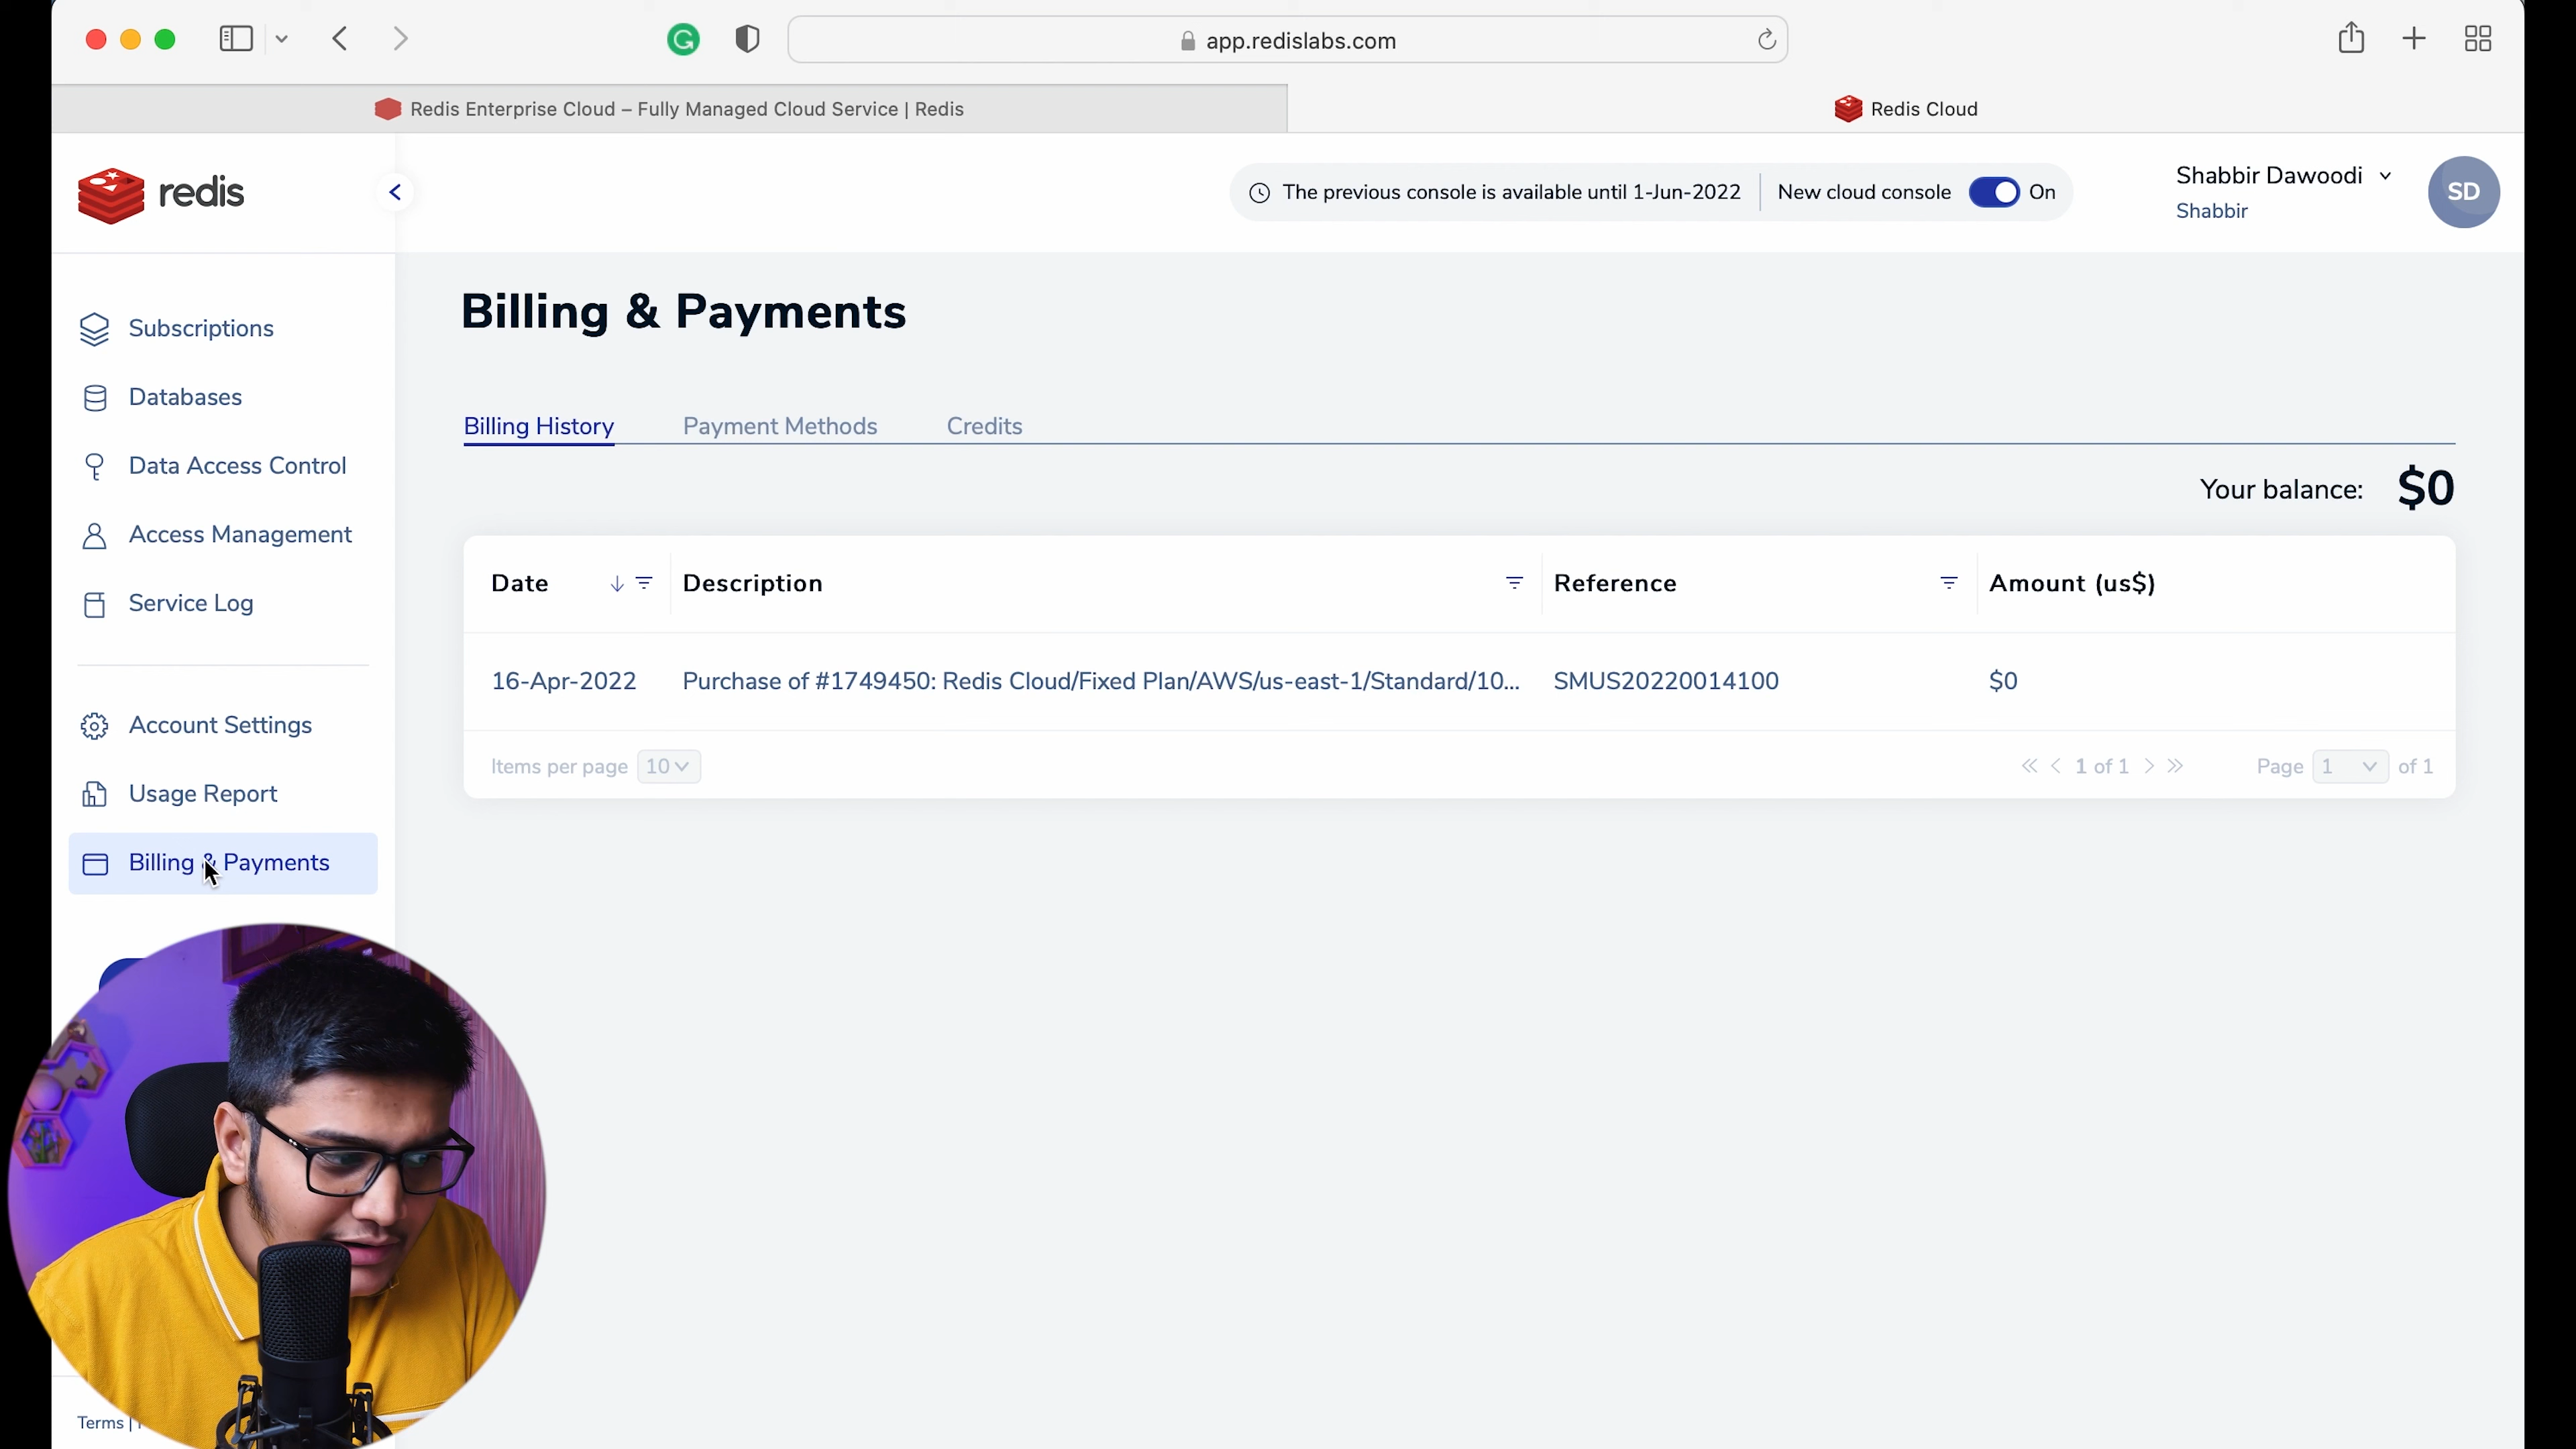 app.redislabs.com
Redis Enterprise Cloud – Fully Managed Cloud Service | Redis
Redis Cloud
redis
The previous console is available until 1-Jun-2022
New cloud console
On
Shabbir Dawoodi
Shabbir
SD
Subscriptions
Databases
Data Access Control
Access Management
Service Log
Account Settings
Usage Report
Billing & Payments
Terms |
Billing & Payments
Billing History
Payment Methods
Credits
Your balance: $0
Date
Description
Reference
Amount (us$)
16-Apr-2022
Purchase of #1749450: Redis Cloud/Fixed Plan/AWS/us-east-1/Standard/10...
SMUS20220014100
$0
Items per page 10
1 of 1
Page 1 of 1